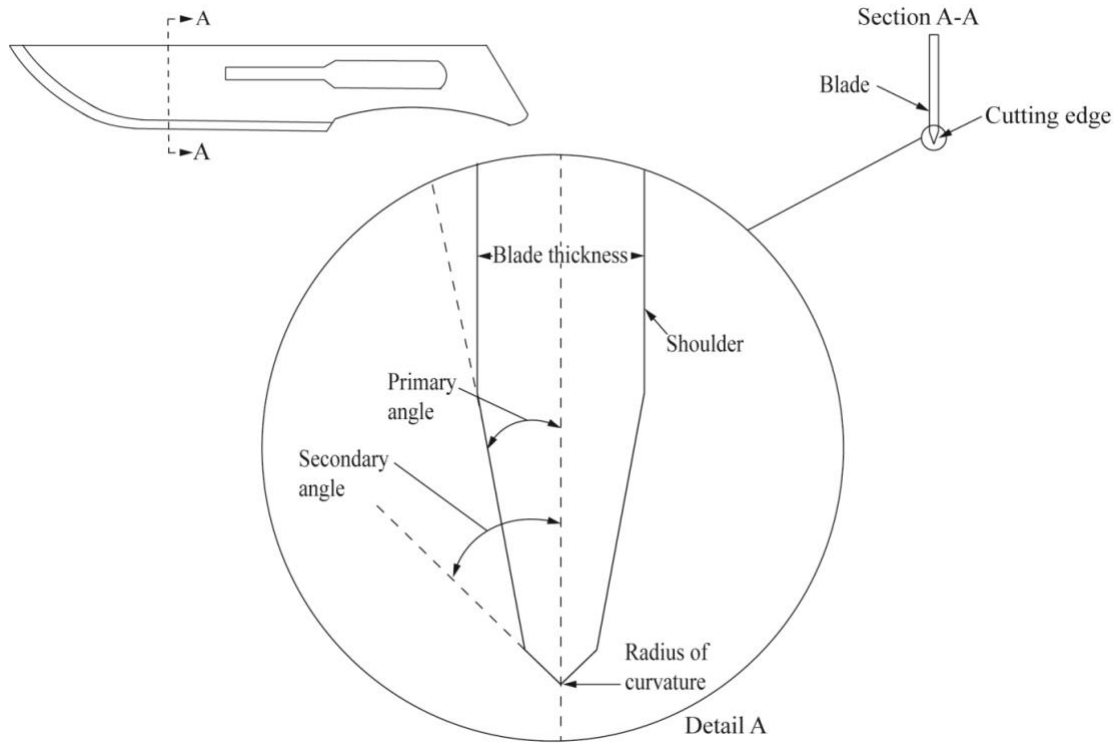 A
A
Section A-A
Blade
Cutting edge
Blade thickness
Shoulder
Primary
angle
Secondary
angle
Radius of
curvature
Detail A